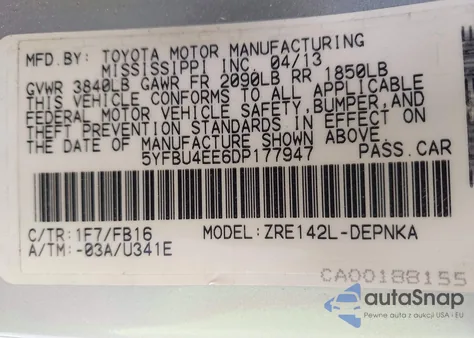 MFD. BY: TOYOTA MOTOR MANUFACTURING
MISSISSIPPI INC. 04/13
GVWR 3840LB GAWR FR 2090LB RR 1850LB
THIS VEHICLE CONFORMS TO ALL APPLICABLE
FEDERAL MOTOR VEHICLE SAFETY, BUMPER, AND
THEFT PREVENTION STANDARDS IN EFFECT ON
THE DATE OF MANUFACTURE SHOWN ABOVE.
5YFBU4EE6DP177947 PASS. CAR
C/TR: 1F7/FB16 MODEL: ZRE142L-DEPNKA
A/TM: -03A/U341E
CA00188155
autoSnap
Pewne auta z aukcji USA i EU